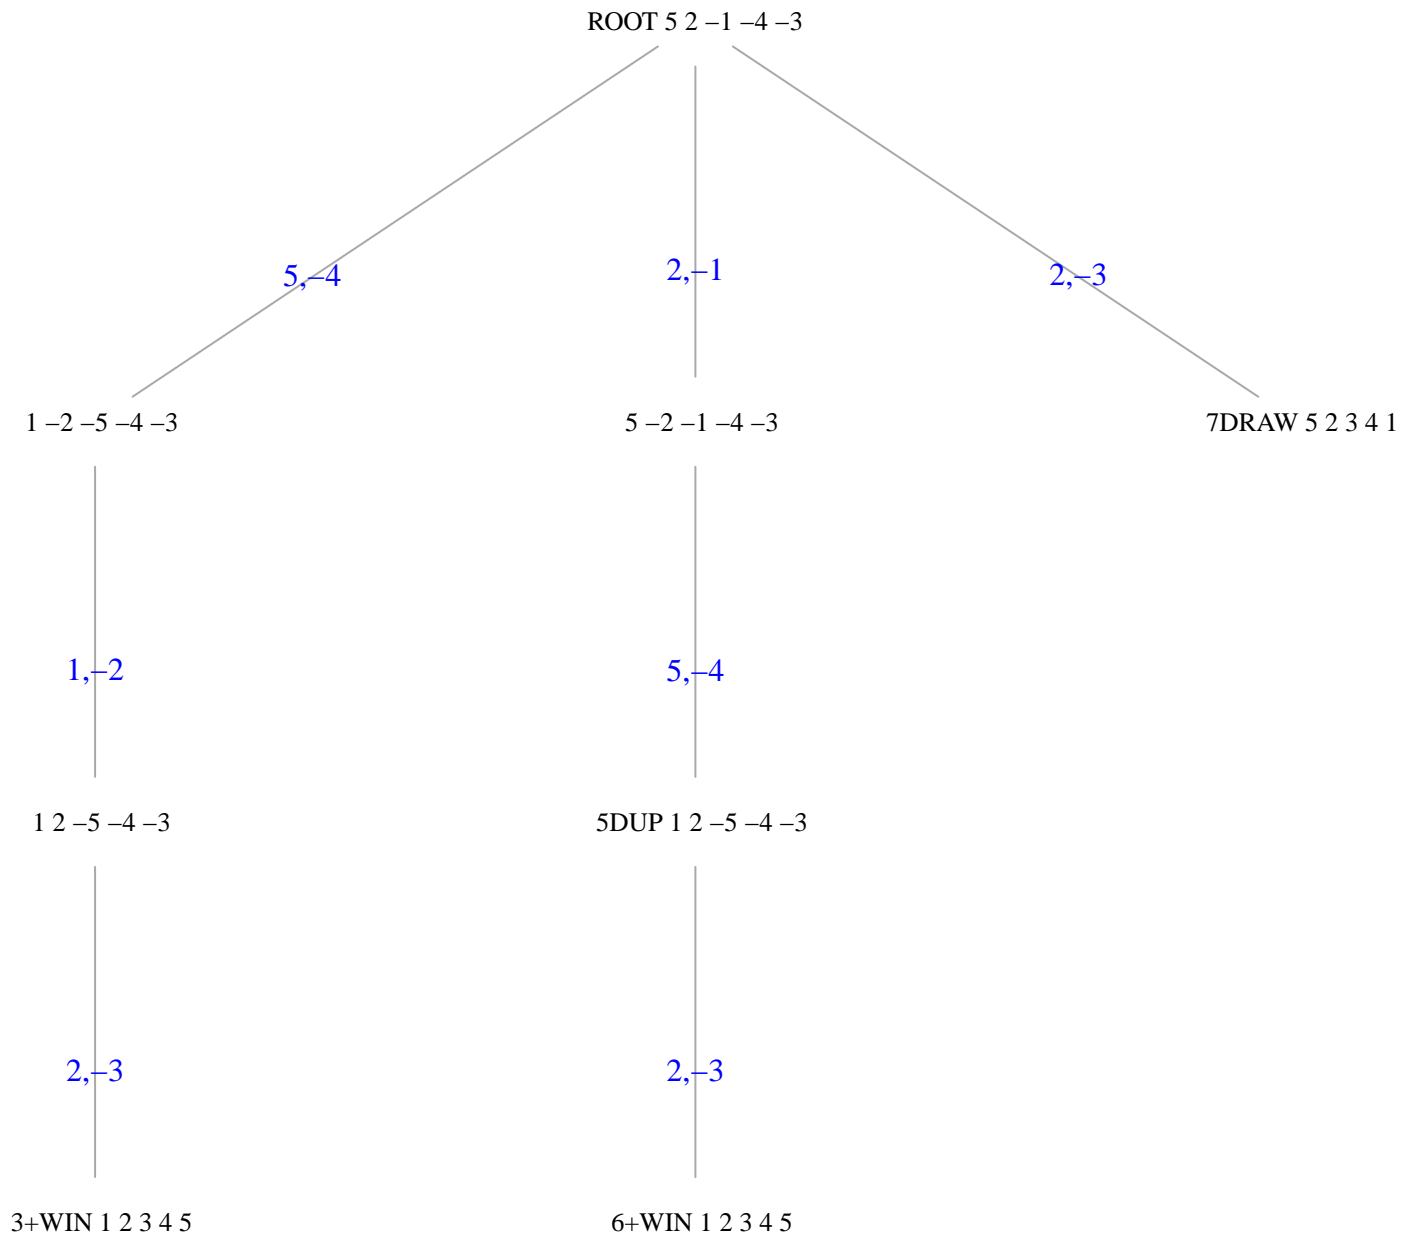 ROOT 5 2 –1 –4 –3
5,–4
2,–1
2,–3
1 –2 –5 –4 –3
5 –2 –1 –4 –3
7DRAW 5 2 3 4 1
1,–2
5,–4
1 2 –5 –4 –3
5DUP 1 2 –5 –4 –3
2,–3
2,–3
3+WIN 1 2 3 4 5
6+WIN 1 2 3 4 5